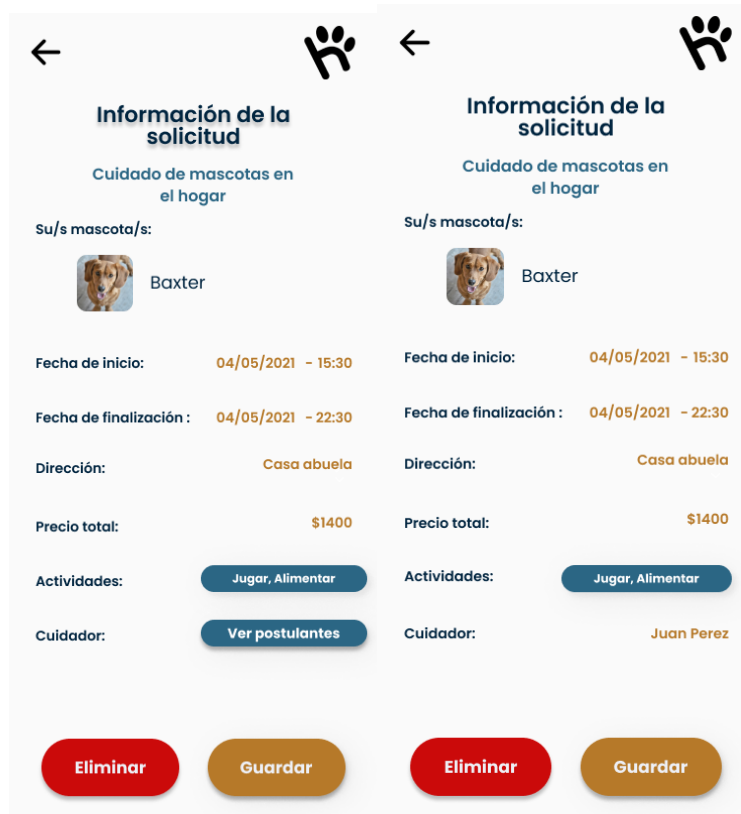 Información de la
solicitud
Cuidado de mascotas en
el hogar
Su/s mascota/s:
Baxter
Fecha de inicio: 04/05/2021 - 15:30
Fecha de finalización : 04/05/2021 - 22:30
Dirección: Casa abuela
Precio total: $1400
Actividades: Jugar, Alimentar
Cuidador: Ver postulantes
Eliminar Guardar
Información de la
solicitud
Cuidado de mascotas en
el hogar
Su/s mascota/s:
Baxter
Fecha de inicio: 04/05/2021 - 15:30
Fecha de finalización : 04/05/2021 - 22:30
Dirección: Casa abuela
Precio total: $1400
Actividades: Jugar, Alimentar
Cuidador: Juan Perez
Eliminar Guardar